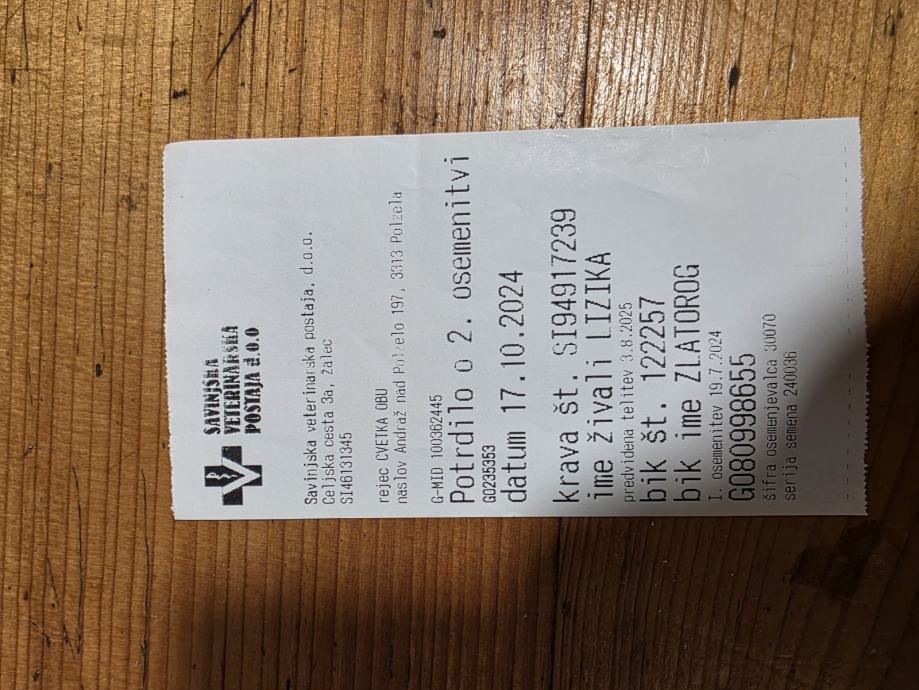 SAVINJSKA
VETERINARSKA
POSTAJA d.o.o
Savinjska veterinarska postaja, d.o.o.
Celjska cesta 3a, Žalec
SI46131345
rejec CVETKA OBU
naslov Andraž nad Polzelo 197, 3313 Polzela
G-MID 100362445
Potrdilo o 2. osemenitvi
GO235353
datum 17.10.2024
krava št. SI94917239
ime živali LIZIKA
predvidena telitev 3.8.2025
bik št. 122257
bik ime ZLATOROG
I. osemenitev 19.7.2024
GO80998655
šifra osemenjevalca 30070
serija semena 240036